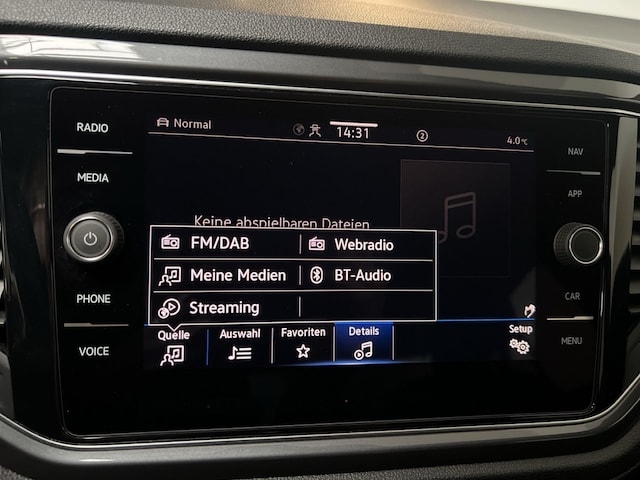 RADIO
MEDIA
PHONE
VOICE
Normal
14:31
2
4.0°C
Keine abspielbaren Dateien
FM/DAB
Webradio
Meine Medien
BT-Audio
Streaming
Quelle
Auswahl
Favoriten
Details
Setup
NAV
APP
CAR
MENU